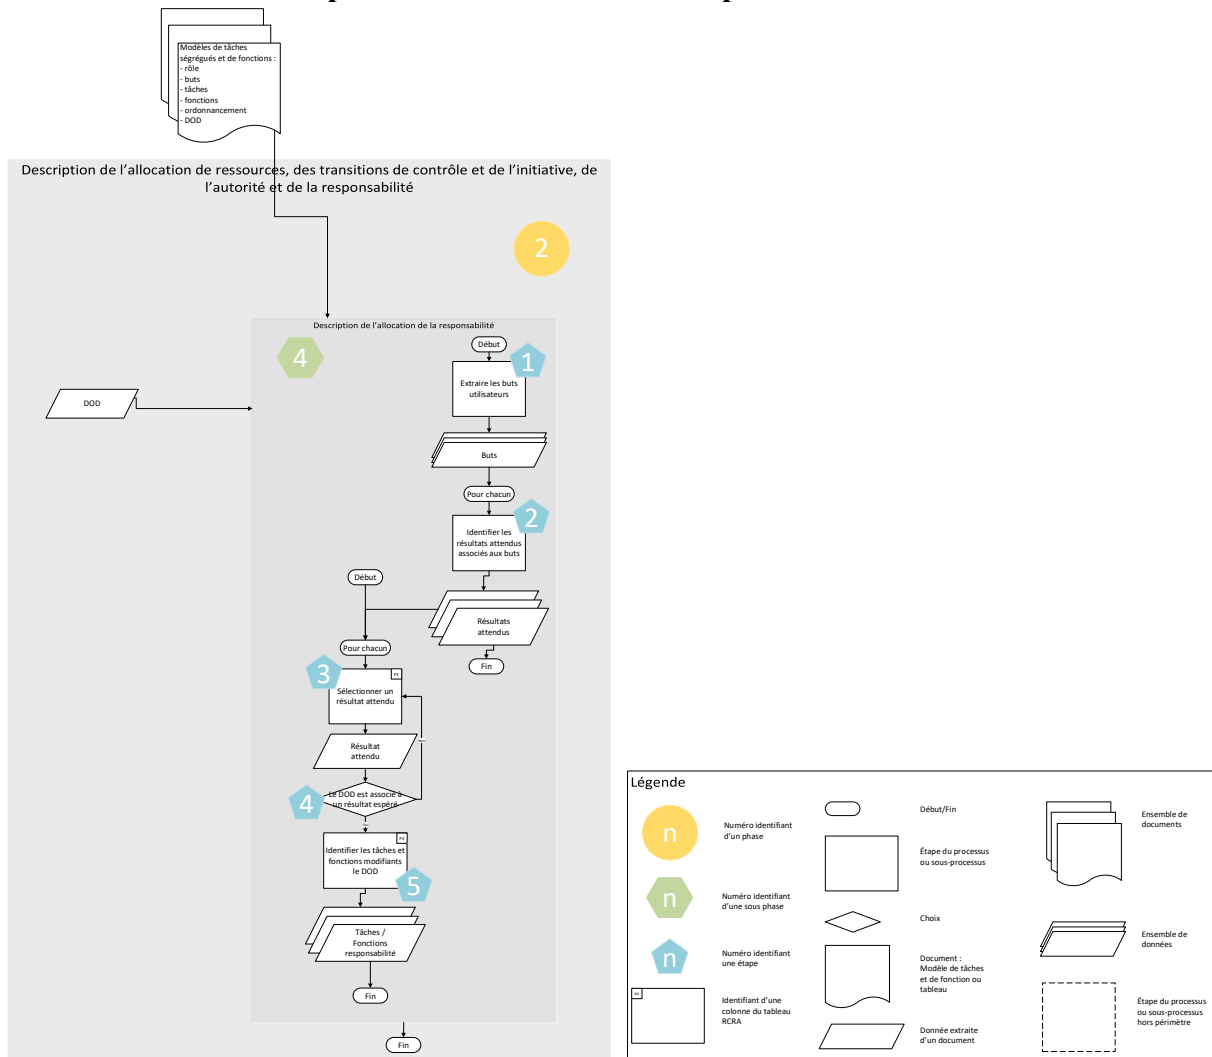 Modèles de tâches
ségrégués et de fonctions :
- rôle
- buts
- tâches
- fonctions
- ordonnancement
- DOD
Description de l'allocation de ressources, des transitions de contrôle et de l'initiative, de
l'autorité et de la responsabilité
2
Description de l'allocation de la responsabilité
4
Début
1
Extraire les buts
utilisateurs
DOD
Buts
Pour chacun
2
Identifier les
résultats attendus
associés aux buts
Début
Résultats
attendus
Pour chacun
Fin
3
P1
Sélectionner un
résultat attendu
Résultat
attendu
4
Le DOD est associé à
un résultat espéré
P2
Identifier les tâches et
fonctions modifiants
le DOD
5
Tâches /
Fonctions
responsabilité
Fin
Fin
Légende
n
Numéro identifiant
d'un phase
n
Numéro identifiant
d'une sous phase
n
Numéro identifiant
une étape
Identifiant d'une
colonne du tableau
RCRA
Début/Fin
Étape du processus
ou sous-processus
Choix
Document :
Modèle de tâches
et de fonction ou
tableau
Donnée extraite
d'un document
Ensemble de
documents
Ensemble de
données
Étape du processus
ou sous-processus
hors périmètre